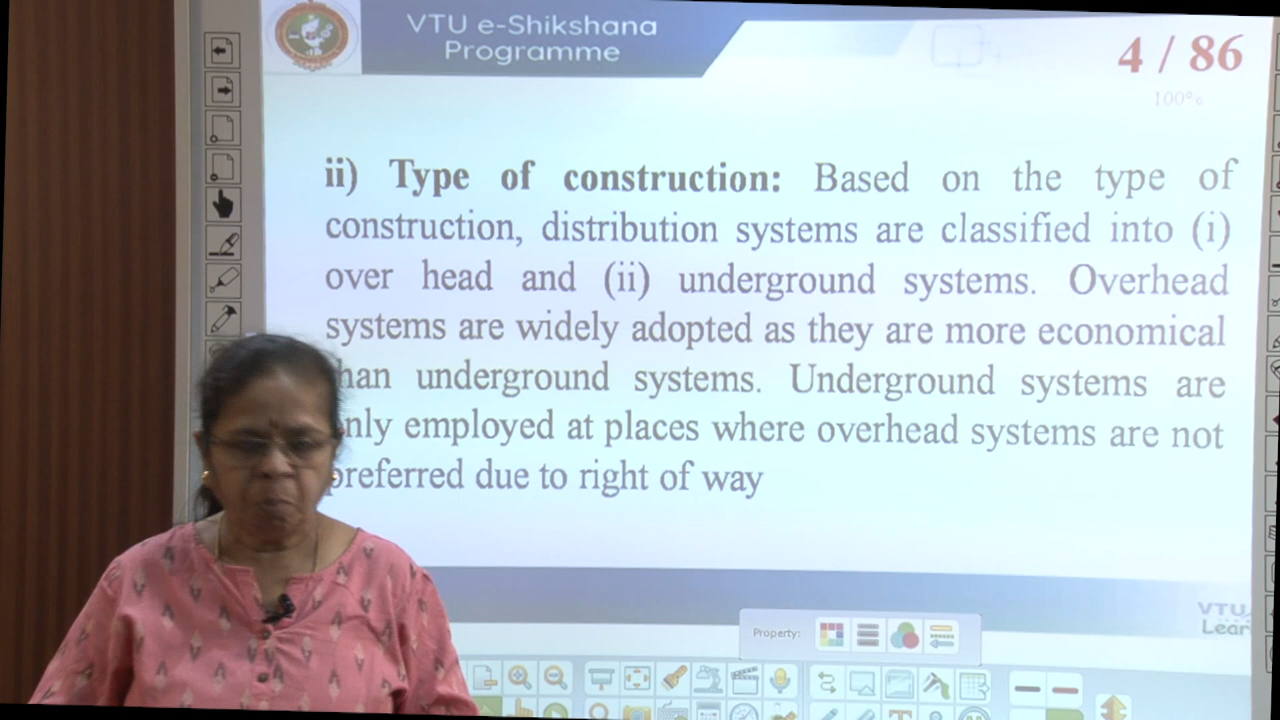 VTU e-Shikshana
Programme
4 / 86
100%
ii) Type of construction: Based on the type of
construction, distribution systems are classified into (i)
over head and (ii) underground systems. Overhead
systems are widely adopted as they are more economical
han underground systems. Underground systems are
nly employed at places where overhead systems are not
preferred due to right of way
VTU
Lear
Property: